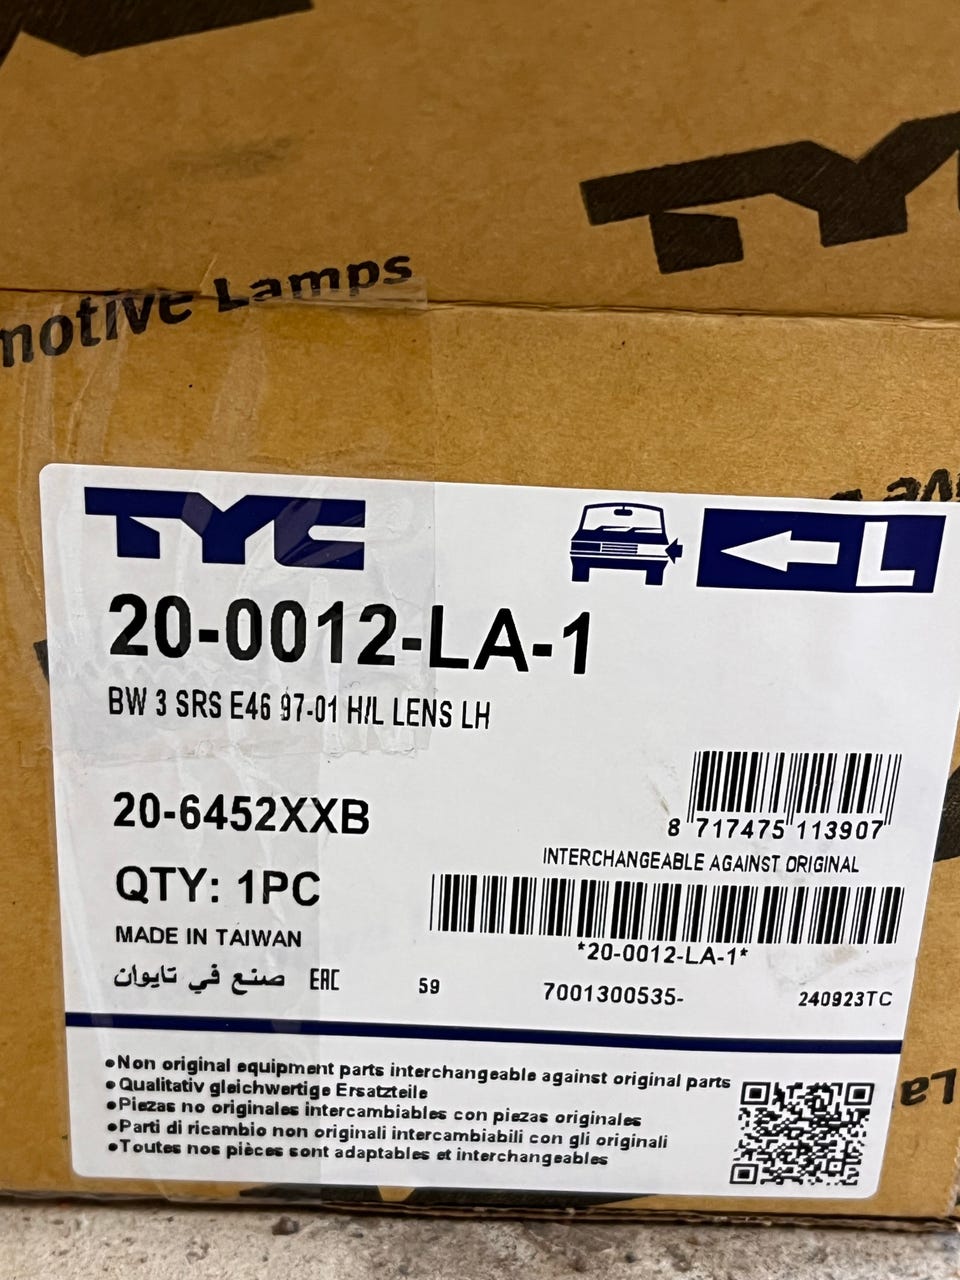 TYC
motive Lamps
TYC
L
20-0012-LA-1
BW 3 SRS E46 97-01 H/L LENS LH
20-6452XXB
8 717475 113907
INTERCHANGEABLE AGAINST ORIGINAL
QTY: 1PC
*20-0012-LA-1*
MADE IN TAIWAN
صنع في تايوان EAC
59 7001300535- 240923TC
•Non original equipment parts interchangeable against original parts
•Qualitativ gleichwertige Ersatzteile
•Piezas no originales intercambiables con piezas originales
•Parti di ricambio non originali intercambiabili con gli originali
•Toutes nos pièces sont adaptables et interchangeables